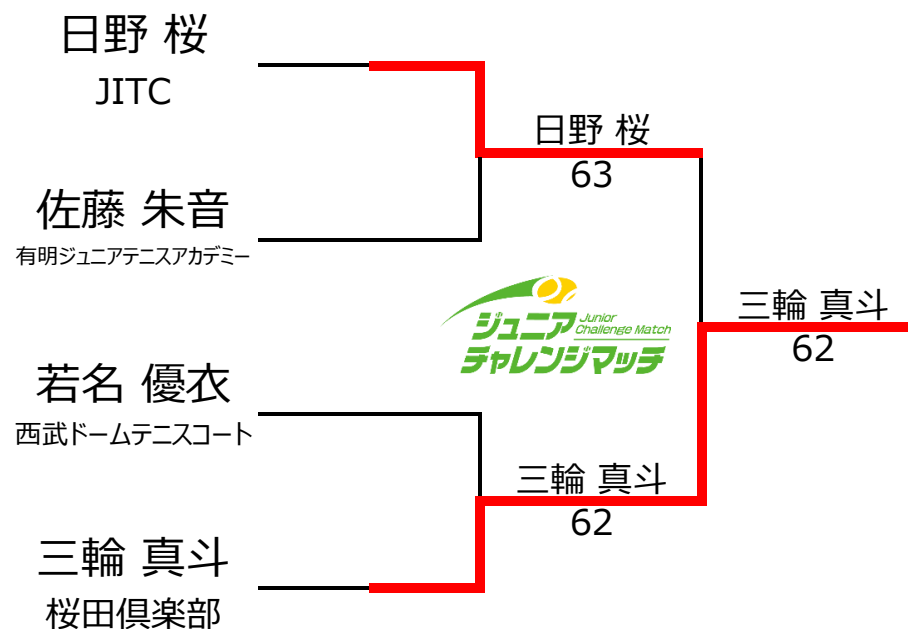 日野 桜
JITC
日野 桜
63
佐藤 朱音
有明ジュニアテニスアカデミー
三輪 真斗
62
ジュニア
Junior
Challenge Match
チャレンジマッチ
若名 優衣
西武ドームテニスコート
三輪 真斗
62
三輪 真斗
桜田倶楽部